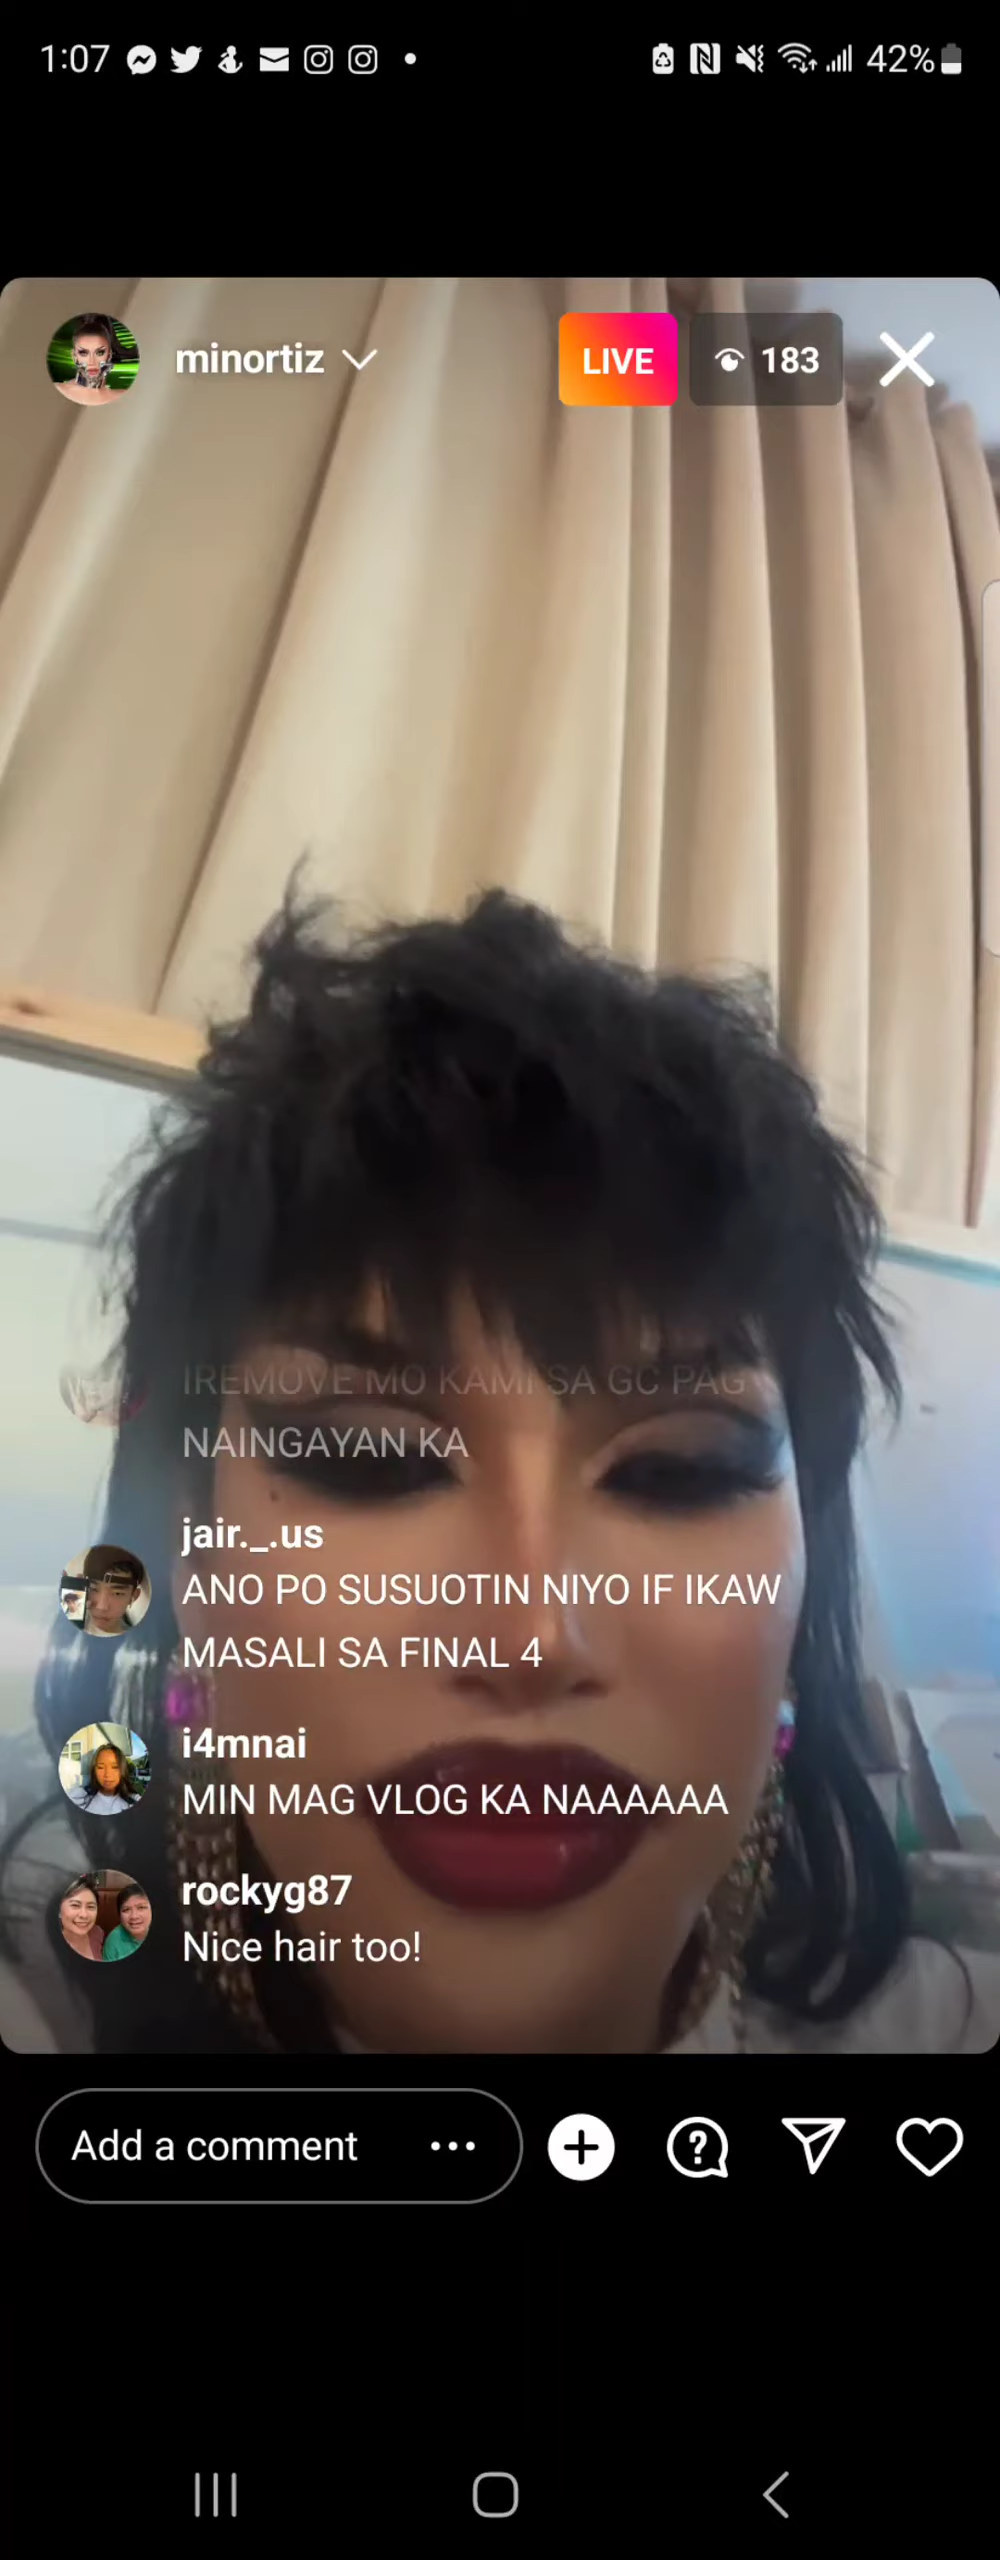 1:07
42%
minortiz
LIVE
183
IREMOVE MO KAMI SA GC PAG
NAINGAYAN KA
jair._.us
ANO PO SUSUOTIN NIYO IF IKAW
MASALI SA FINAL 4
i4mnai
MIN MAG VLOG KA NAAAAAA
rockyg87
Nice hair too!
Add a comment